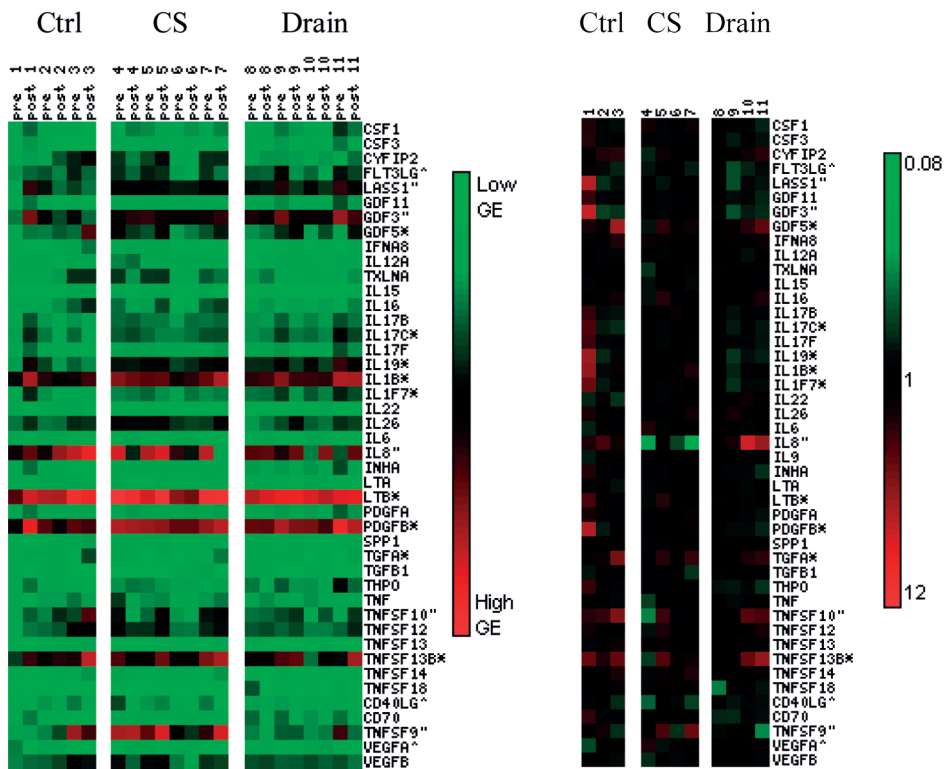 Ctrl CS Drain
1 1 2 2 3 3 4 4 5 5 6 6 7 7 8 8 9 9 10 10 11 11
pre post pre post pre post pre post pre post pre post pre post pre post pre post pre post pre post
CSF1
CSF3
CYFIP2
FLT3LG^
LASS1"
GDF11
GDF3"
GDF5*
IFNA8
IL12A
TXLNA
IL15
IL16
IL17B
IL17C*
IL17F
IL19*
IL1B*
IL1F7*
IL22
IL26
IL6
IL8"
INHA
LTA
LTB*
PDGFA
PDGFB*
SPP1
TGFA*
TGFB1
THPO
TNF
TNFSF10"
TNFSF12
TNFSF13
TNFSF13B*
TNFSF14
TNFSF18
CD40LG^
CD70
TNFSF9"
VEGFA^
VEGFB
Low
GE
High
GE
Ctrl CS Drain
1 2 3 4 5 6 7 8 9 10 11
CSF1
CSF3
CYFIP2
FLT3LG^
LASS1"
GDF11
GDF3"
GDF5*
IFNA8
IL12A
TXLNA
IL15
IL16
IL17B
IL17C*
IL17F
IL19*
IL1B*
IL1F7*
IL22
IL26
IL6
IL8"
IL9
INHA
LTA
LTB*
PDGFA
PDGFB*
SPP1
TGFA*
TGFB1
THPO
TNF
TNFSF10"
TNFSF12
TNFSF13
TNFSF13B*
TNFSF14
TNFSF18
CD40LG^
CD70
TNFSF9"
VEGFA^
VEGFB
0.08
1
12